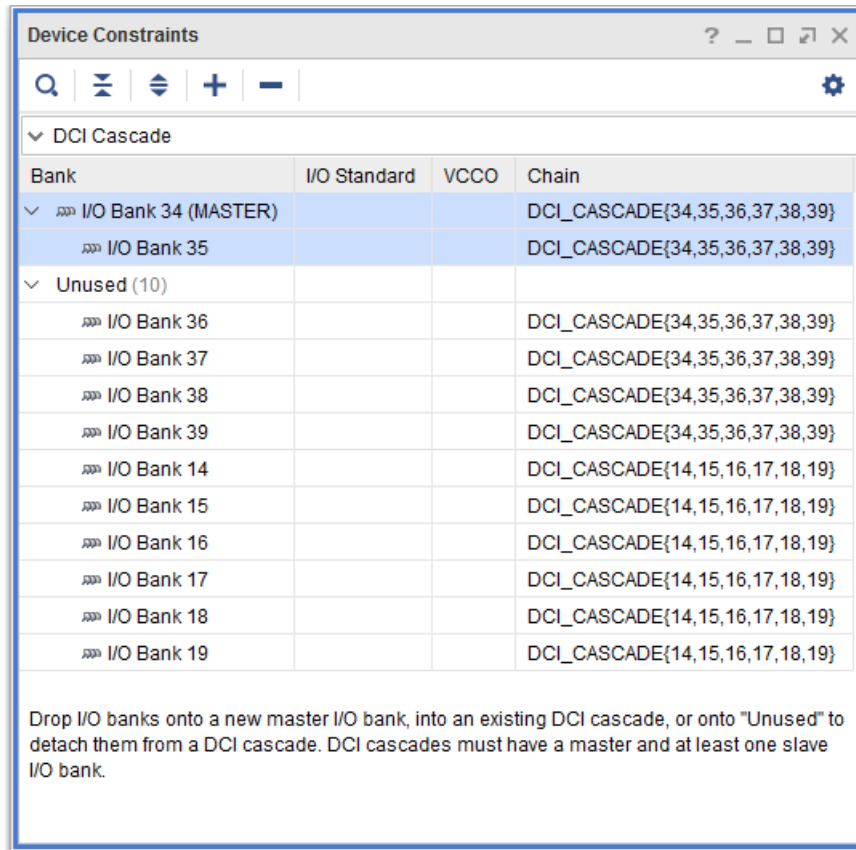 Device Constraints ?
DCI Cascade
Bank I/O Standard VCCO Chain
I/O Bank 34 (MASTER) DCI_CASCADE{34,35,36,37,38,39}
I/O Bank 35 DCI_CASCADE{34,35,36,37,38,39}
Unused (10)
I/O Bank 36 DCI_CASCADE{34,35,36,37,38,39}
I/O Bank 37 DCI_CASCADE{34,35,36,37,38,39}
I/O Bank 38 DCI_CASCADE{34,35,36,37,38,39}
I/O Bank 39 DCI_CASCADE{34,35,36,37,38,39}
I/O Bank 14 DCI_CASCADE{14,15,16,17,18,19}
I/O Bank 15 DCI_CASCADE{14,15,16,17,18,19}
I/O Bank 16 DCI_CASCADE{14,15,16,17,18,19}
I/O Bank 17 DCI_CASCADE{14,15,16,17,18,19}
I/O Bank 18 DCI_CASCADE{14,15,16,17,18,19}
I/O Bank 19 DCI_CASCADE{14,15,16,17,18,19}
Drop I/O banks onto a new master I/O bank, into an existing DCI cascade, or onto "Unused" to
detach them from a DCI cascade. DCI cascades must have a master and at least one slave
I/O bank.